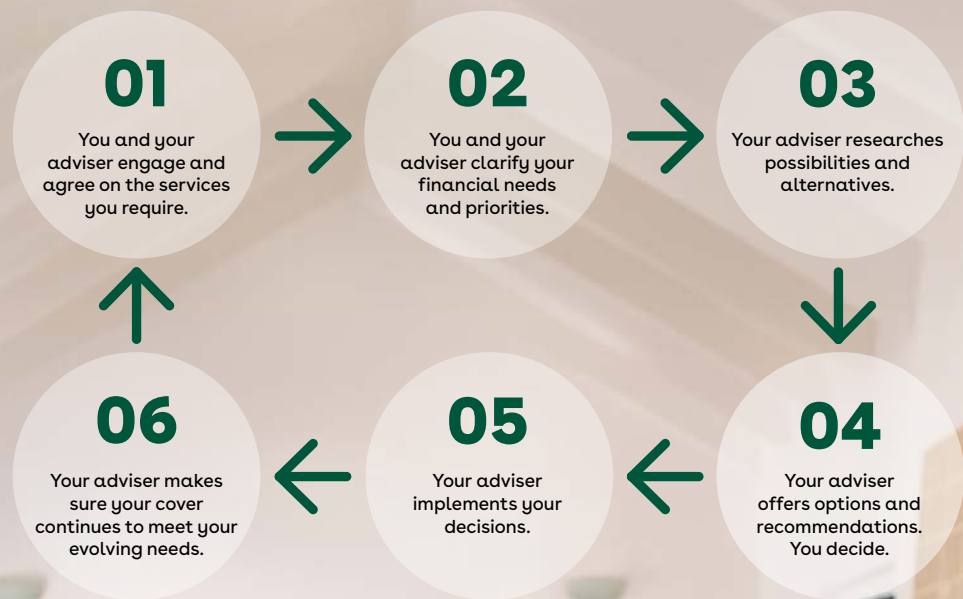 01
You and your
adviser engage and
agree on the services
you require.
02
You and your
adviser clarify your
financial needs
and priorities.
03
Your adviser researches
possibilities and
alternatives.
04
Your adviser
offers options and
recommendations.
You decide.
05
Your adviser
implements your
decisions.
06
Your adviser makes
sure your cover
continues to meet your
evolving needs.